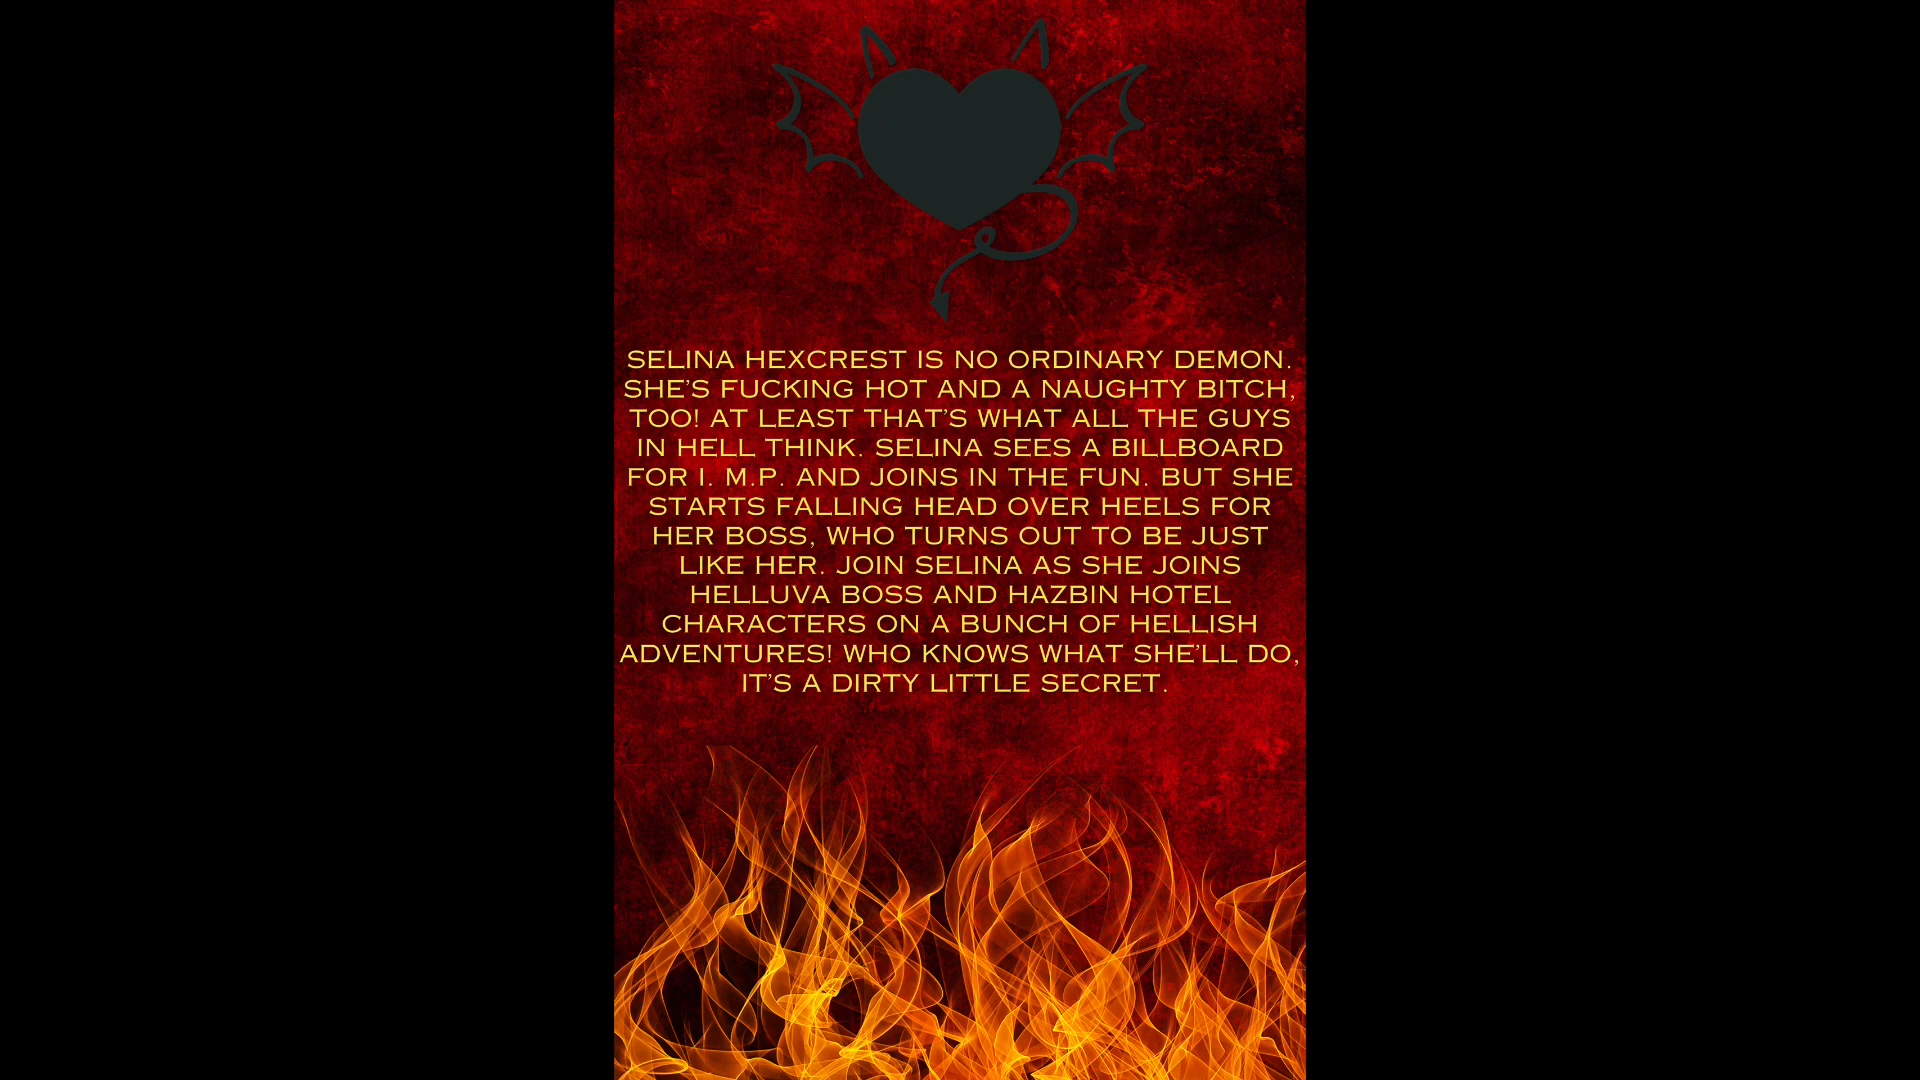 SELINA HEXCREST IS NO ORDINARY DEMON.
SHE'S FUCKING HOT AND A NAUGHTY BITCH,
TOO! AT LEAST THAT'S WHAT ALL THE GUYS
IN HELL THINK. SELINA SEES A BILLBOARD
FOR I. M.P. AND JOINS IN THE FUN. BUT SHE
STARTS FALLING HEAD OVER HEELS FOR
HER BOSS, WHO TURNS OUT TO BE JUST
LIKE HER. JOIN SELINA AS SHE JOINS
HELLUVA BOSS AND HAZBIN HOTEL
CHARACTERS ON A BUNCH OF HELLISH
ADVENTURES! WHO KNOWS WHAT SHE'LL DO,
IT'S A DIRTY LITTLE SECRET.